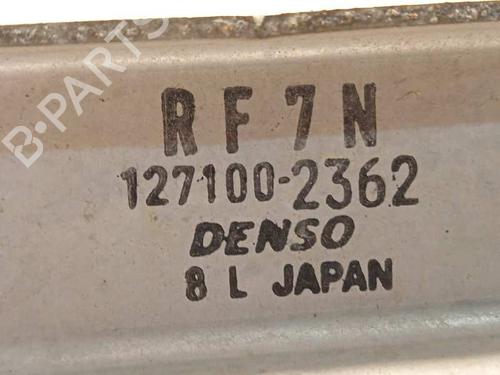 B-PARTS
RF7N
127100-2362
DENSO
8 L JAPAN